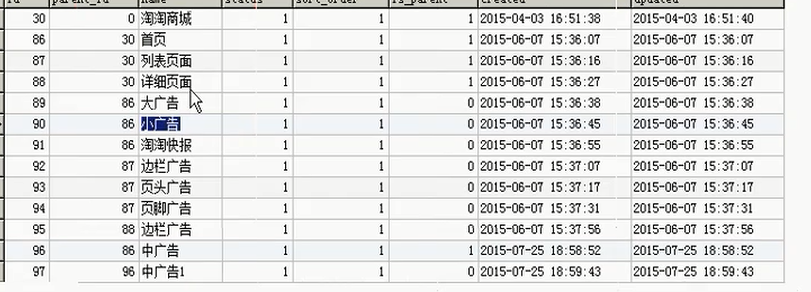 id parent_id name status sort_order is_parent created updated
30 0 淘淘商城 1 1 1 2015-04-03 16:51:38 2015-04-03 16:51:40
86 30 首页 1 1 1 2015-06-07 15:36:07 2015-06-07 15:36:07
87 30 列表页面 1 1 1 2015-06-07 15:36:16 2015-06-07 15:36:16
88 30 详细页面 1 1 1 2015-06-07 15:36:27 2015-06-07 15:36:27
89 86 大广告 1 1 0 2015-06-07 15:36:38 2015-06-07 15:36:38
90 86 小广告 1 1 0 2015-06-07 15:36:45 2015-06-07 15:36:45
91 86 淘淘快报 1 1 0 2015-06-07 15:36:55 2015-06-07 15:36:55
92 87 边栏广告 1 1 0 2015-06-07 15:37:07 2015-06-07 15:37:07
93 87 页头广告 1 1 0 2015-06-07 15:37:17 2015-06-07 15:37:17
94 87 页脚广告 1 1 0 2015-06-07 15:37:31 2015-06-07 15:37:31
95 88 边栏广告 1 1 0 2015-06-07 15:37:56 2015-06-07 15:37:56
96 86 中广告 1 1 1 2015-07-25 18:58:52 2015-07-25 18:58:52
97 96 中广告1 1 1 0 2015-07-25 18:59:43 2015-07-25 18:59:43